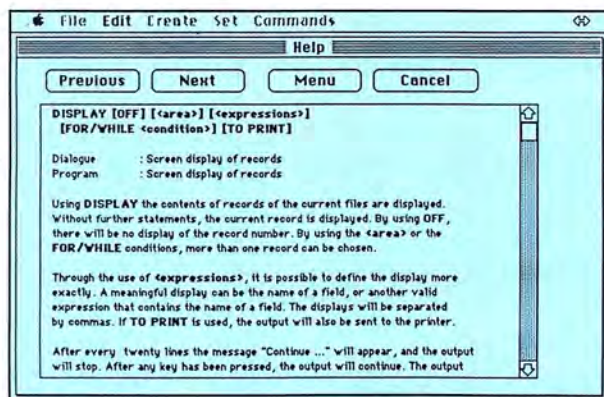 File Edit Create Set Commands
Help
Previous Next Menu Cancel
DISPLAY [OFF] [<area>] [<expressions>]
[FOR/WHILE <condition>] [TO PRINT]
Dialogue : Screen display of records
Program : Screen display of records
Using DISPLAY the contents of records of the current files are displayed.
Without further statements, the current record is displayed. By using OFF,
there will be no display of the record number. By using the <area> or the
FOR/WHILE conditions, more than one record can be chosen.
Through the use of <expressions>, it is possible to define the display more
exactly. A meaningful display can be the name of a field, or another valid
expression that contains the name of a field. The displays will be separated
by commas. If TO PRINT is used, the output will also be sent to the printer.
After every twenty lines the message "Continue ..." will appear, and the output
will stop. After any key has been pressed, the output will continue. The output